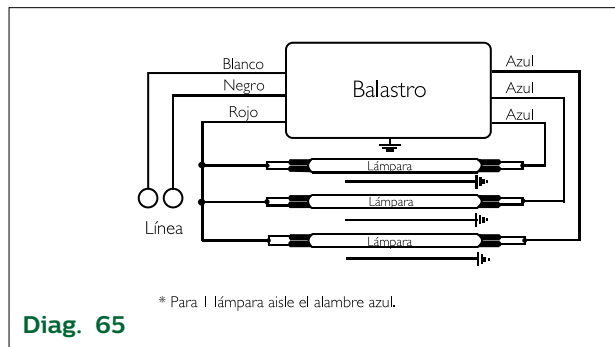 Blanco
Negro
Rojo
Balastro
Azul
Azul
Azul
Lámpara
Lámpara
Lámpara
Línea
* Para 1 lámpara aisle el alambre azul.
Diag. 65